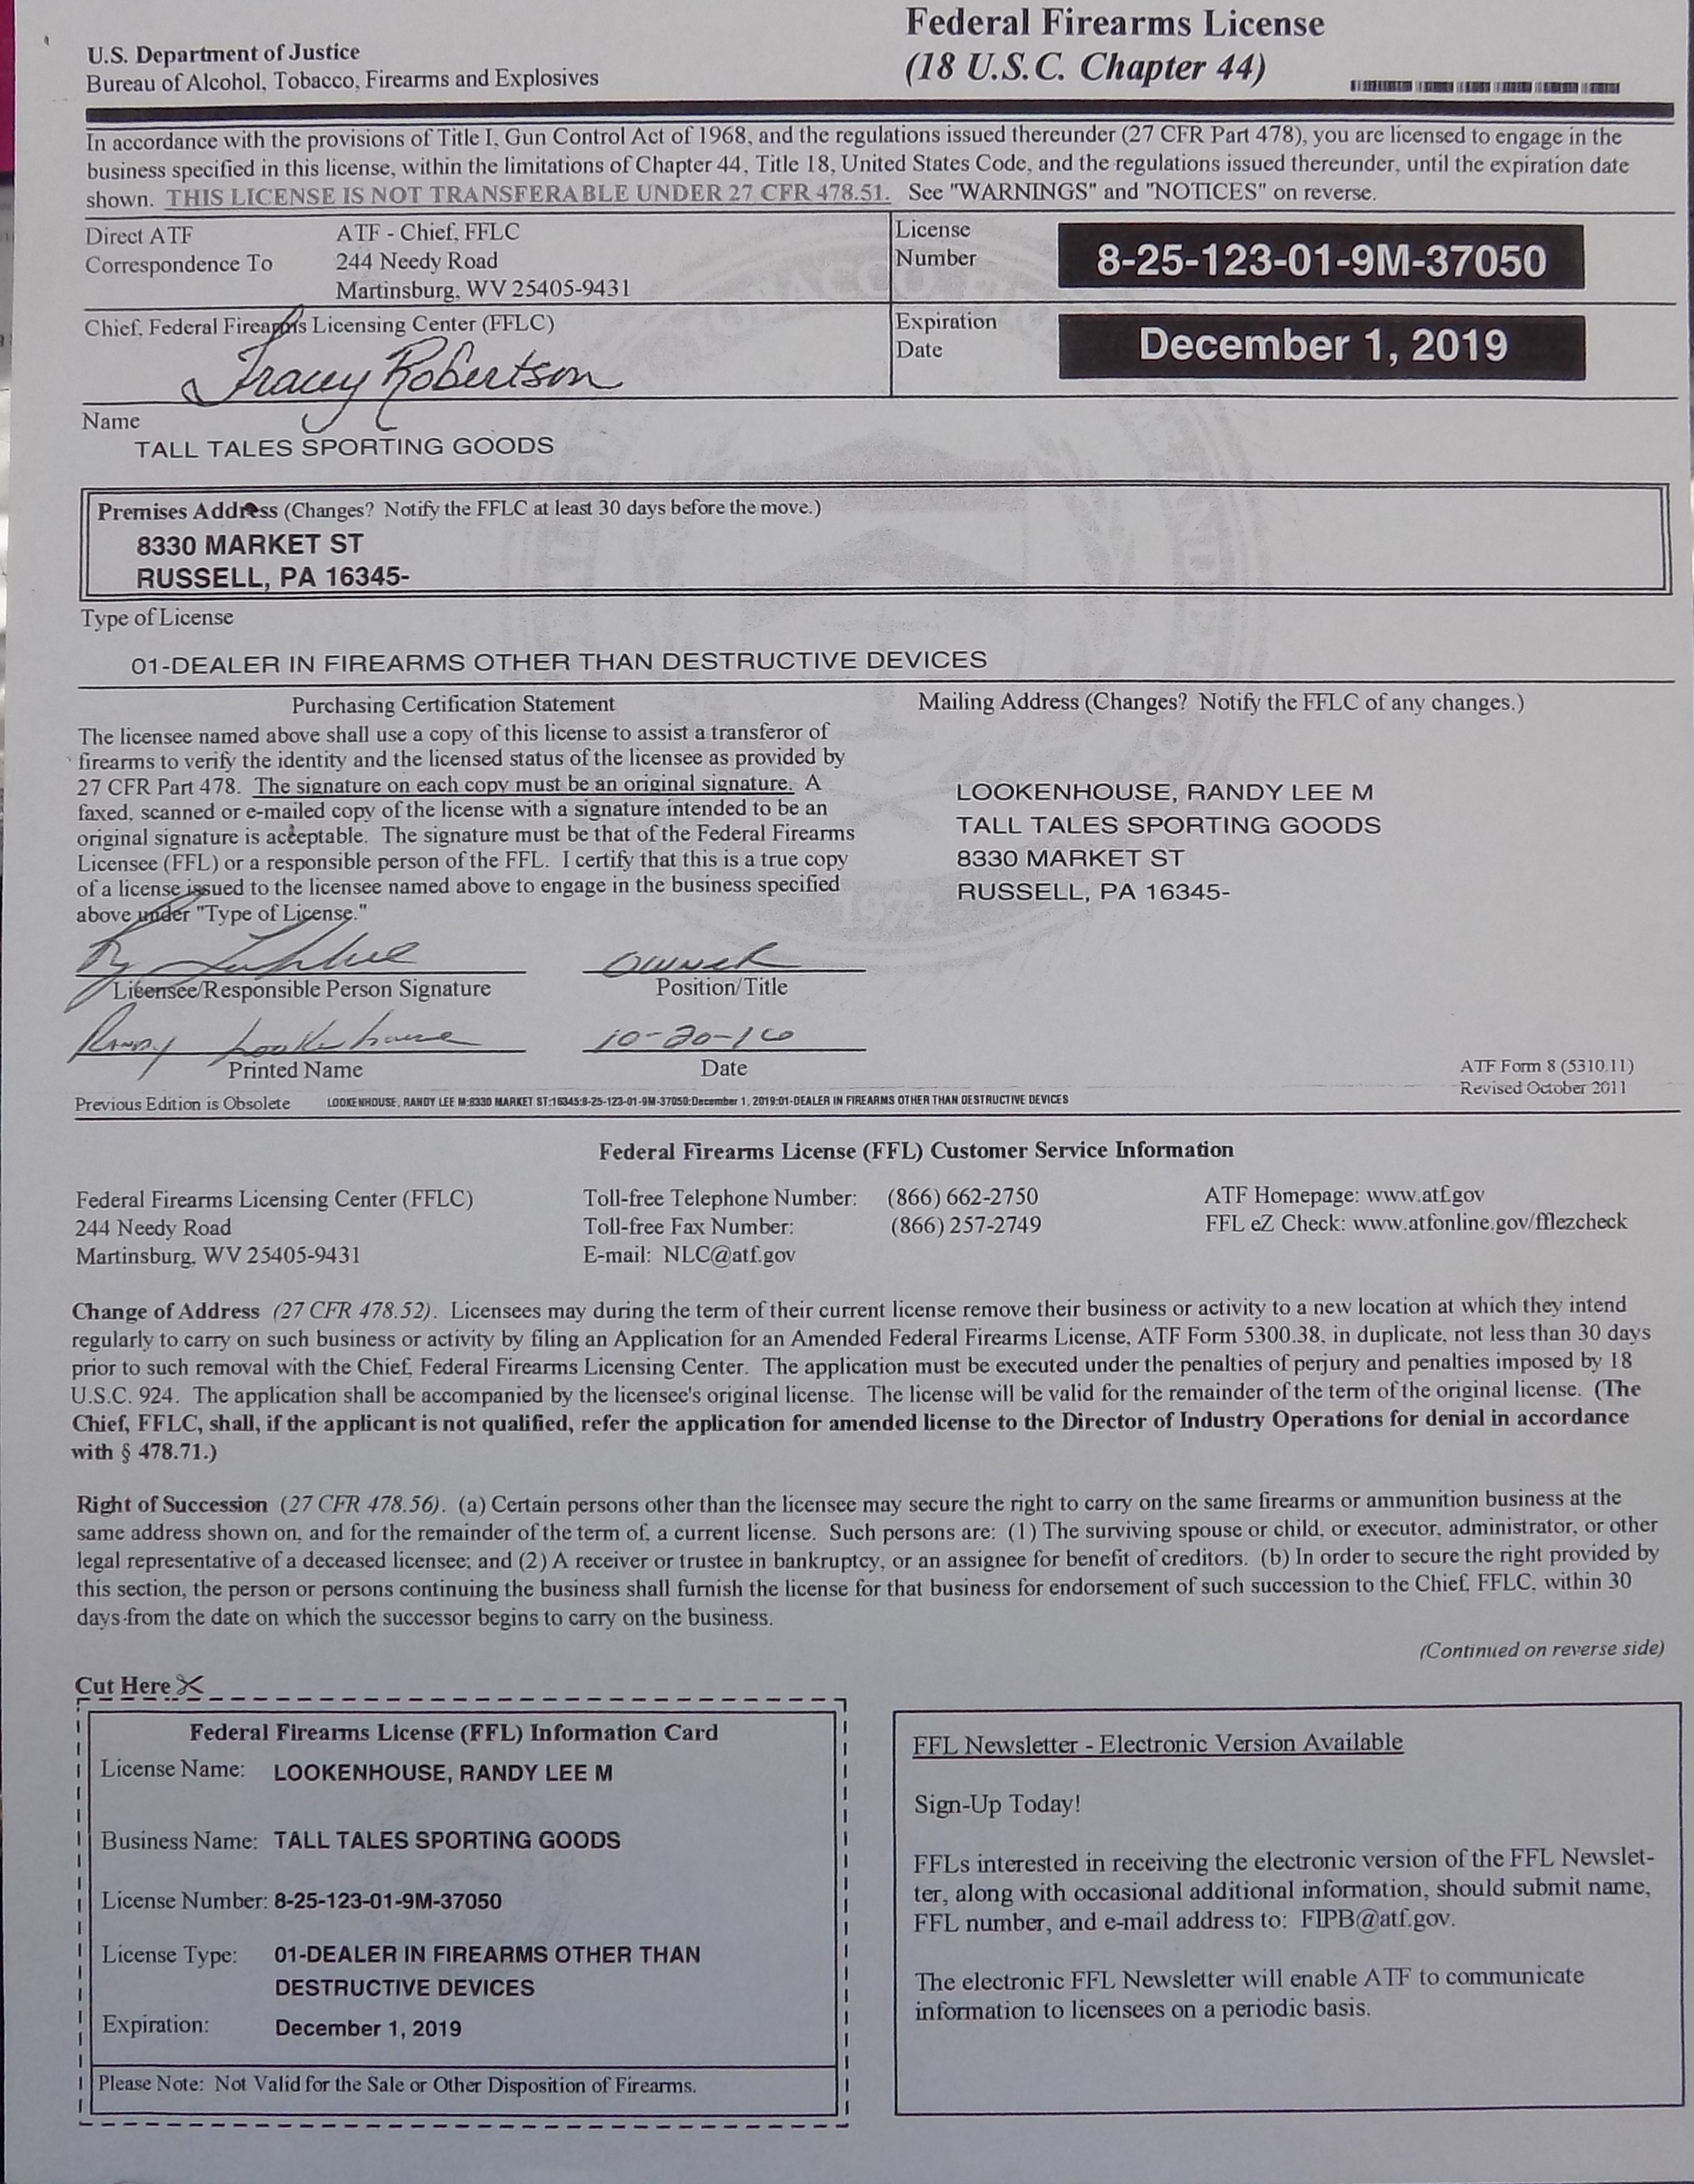 U.S. Department of Justice
Bureau of Alcohol, Tobacco, Firearms and Explosives
Federal Firearms License
(18 U.S.C. Chapter 44)
In accordance with the provisions of Title I, Gun Control Act of 1968, and the regulations issued thereunder (27 CFR Part 478), you are licensed to engage in the
business specified in this license, within the limitations of Chapter 44, Title 18, United States Code, and the regulations issued thereunder, until the expiration date
shown. THIS LICENSE IS NOT TRANSFERABLE UNDER 27 CFR 478.51. See "WARNINGS" and "NOTICES" on reverse.
Direct ATF
Correspondence To
ATF - Chief, FFLC
244 Needy Road
Martinsburg, WV 25405-9431
License
Number
8-25-123-01-9M-37050
Chief, Federal Firearms Licensing Center (FFLC)
Tracey Robertson
Expiration
Date
December 1, 2019
Name
TALL TALES SPORTING GOODS
Premises Address (Changes? Notify the FFLC at least 30 days before the move.)
8330 MARKET ST
RUSSELL, PA 16345-
Type of License
01-DEALER IN FIREARMS OTHER THAN DESTRUCTIVE DEVICES
Purchasing Certification Statement
The licensee named above shall use a copy of this license to assist a transferor of
firearms to verify the identity and the licensed status of the licensee as provided by
27 CFR Part 478. The signature on each copy must be an original signature. A
faxed, scanned or e-mailed copy of the license with a signature intended to be an
original signature is acceptable. The signature must be that of the Federal Firearms
Licensee (FFL) or a responsible person of the FFL. I certify that this is a true copy
of a license issued to the licensee named above to engage in the business specified
above under "Type of License."
Mailing Address (Changes? Notify the FFLC of any changes.)
LOOKENHOUSE, RANDY LEE M
TALL TALES SPORTING GOODS
8330 MARKET ST
RUSSELL, PA 16345-
1972
owner
Licensee/Responsible Person Signature
Position/Title
Randy Lookenhouse
10-20-16
Printed Name
Date
ATF Form 8 (5310.11)
Revised October 2011
Previous Edition is Obsolete
LOOKENHOUSE, RANDY LEE M:8330 MARKET ST:16345:8-25-123-01-9M-37050:December 1, 2019:01-DEALER IN FIREARMS OTHER THAN DESTRUCTIVE DEVICES
Federal Firearms License (FFL) Customer Service Information
Federal Firearms Licensing Center (FFLC)
244 Needy Road
Martinsburg, WV 25405-9431
Toll-free Telephone Number: (866) 662-2750
Toll-free Fax Number: (866) 257-2749
E-mail: NLC@atf.gov
ATF Homepage: www.atf.gov
FFL eZ Check: www.atfonline.gov/fflezcheck
Change of Address (27 CFR 478.52). Licensees may during the term of their current license remove their business or activity to a new location at which they intend
regularly to carry on such business or activity by filing an Application for an Amended Federal Firearms License, ATF Form 5300.38, in duplicate, not less than 30 days
prior to such removal with the Chief, Federal Firearms Licensing Center. The application must be executed under the penalties of perjury and penalties imposed by 18
U.S.C. 924. The application shall be accompanied by the licensee's original license. The license will be valid for the remainder of the term of the original license. (The
Chief, FFLC, shall, if the applicant is not qualified, refer the application for amended license to the Director of Industry Operations for denial in accordance
with § 478.71.)
Right of Succession (27 CFR 478.56). (a) Certain persons other than the licensee may secure the right to carry on the same firearms or ammunition business at the
same address shown on, and for the remainder of the term of, a current license. Such persons are: (1) The surviving spouse or child, or executor, administrator, or other
legal representative of a deceased licensee; and (2) A receiver or trustee in bankruptcy, or an assignee for benefit of creditors. (b) In order to secure the right provided by
this section, the person or persons continuing the business shall furnish the license for that business for endorsement of such succession to the Chief, FFLC, within 30
days from the date on which the successor begins to carry on the business.
(Continued on reverse side)
Cut Here
Federal Firearms License (FFL) Information Card
License Name: LOOKENHOUSE, RANDY LEE M
Business Name: TALL TALES SPORTING GOODS
License Number: 8-25-123-01-9M-37050
License Type: 01-DEALER IN FIREARMS OTHER THAN
DESTRUCTIVE DEVICES
Expiration: December 1, 2019
Please Note: Not Valid for the Sale or Other Disposition of Firearms.
FFL Newsletter - Electronic Version Available
Sign-Up Today!
FFLs interested in receiving the electronic version of the FFL Newslet-
ter, along with occasional additional information, should submit name,
FFL number, and e-mail address to: FIPB@atf.gov.
The electronic FFL Newsletter will enable ATF to communicate
information to licensees on a periodic basis.